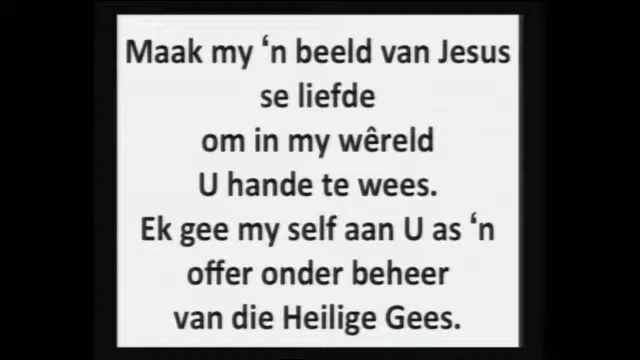 Maak my ‘n beeld van Jesus
se liefde
om in my wêreld
U hande te wees.
Ek gee my self aan U as ‘n
offer onder beheer
van die Heilige Gees.